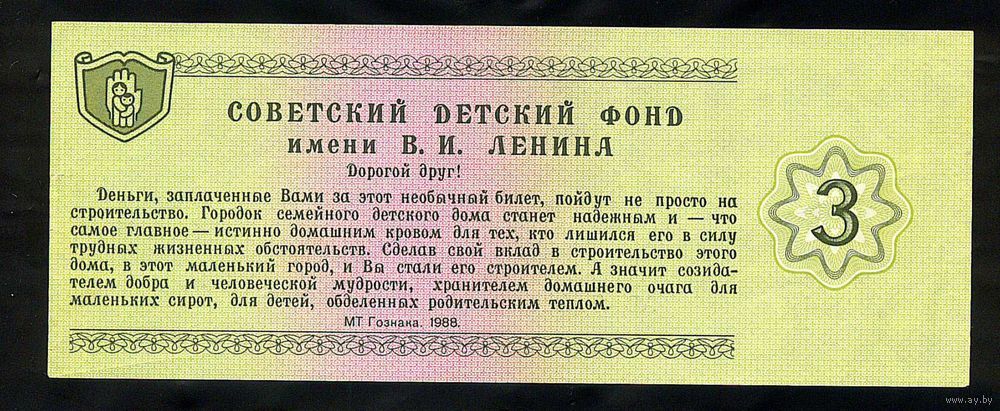 СОВЕТСКИЙ ДЕТСКИЙ ФОНД
имени В. И. ЛЕНИНА
Дорогой друг!
Деньги, заплаченные Вами за этот необычный билет, пойдут не просто на
строительство. Городок семейного детского дома станет надежным и — что
самое главное — истинно домашним кровом для тех, кто лишился его в силу
трудных жизненных обстоятельств. Сделав свой вклад в строительство этого
дома, в этот маленький город, и Вы стали его строителем. А значит созида-
телем добра и человеческой мудрости, хранителем домашнего очага для
маленьких сирот, для детей, обделенных родительским теплом.
МТ Гознака. 1988.
3
www.ay.by